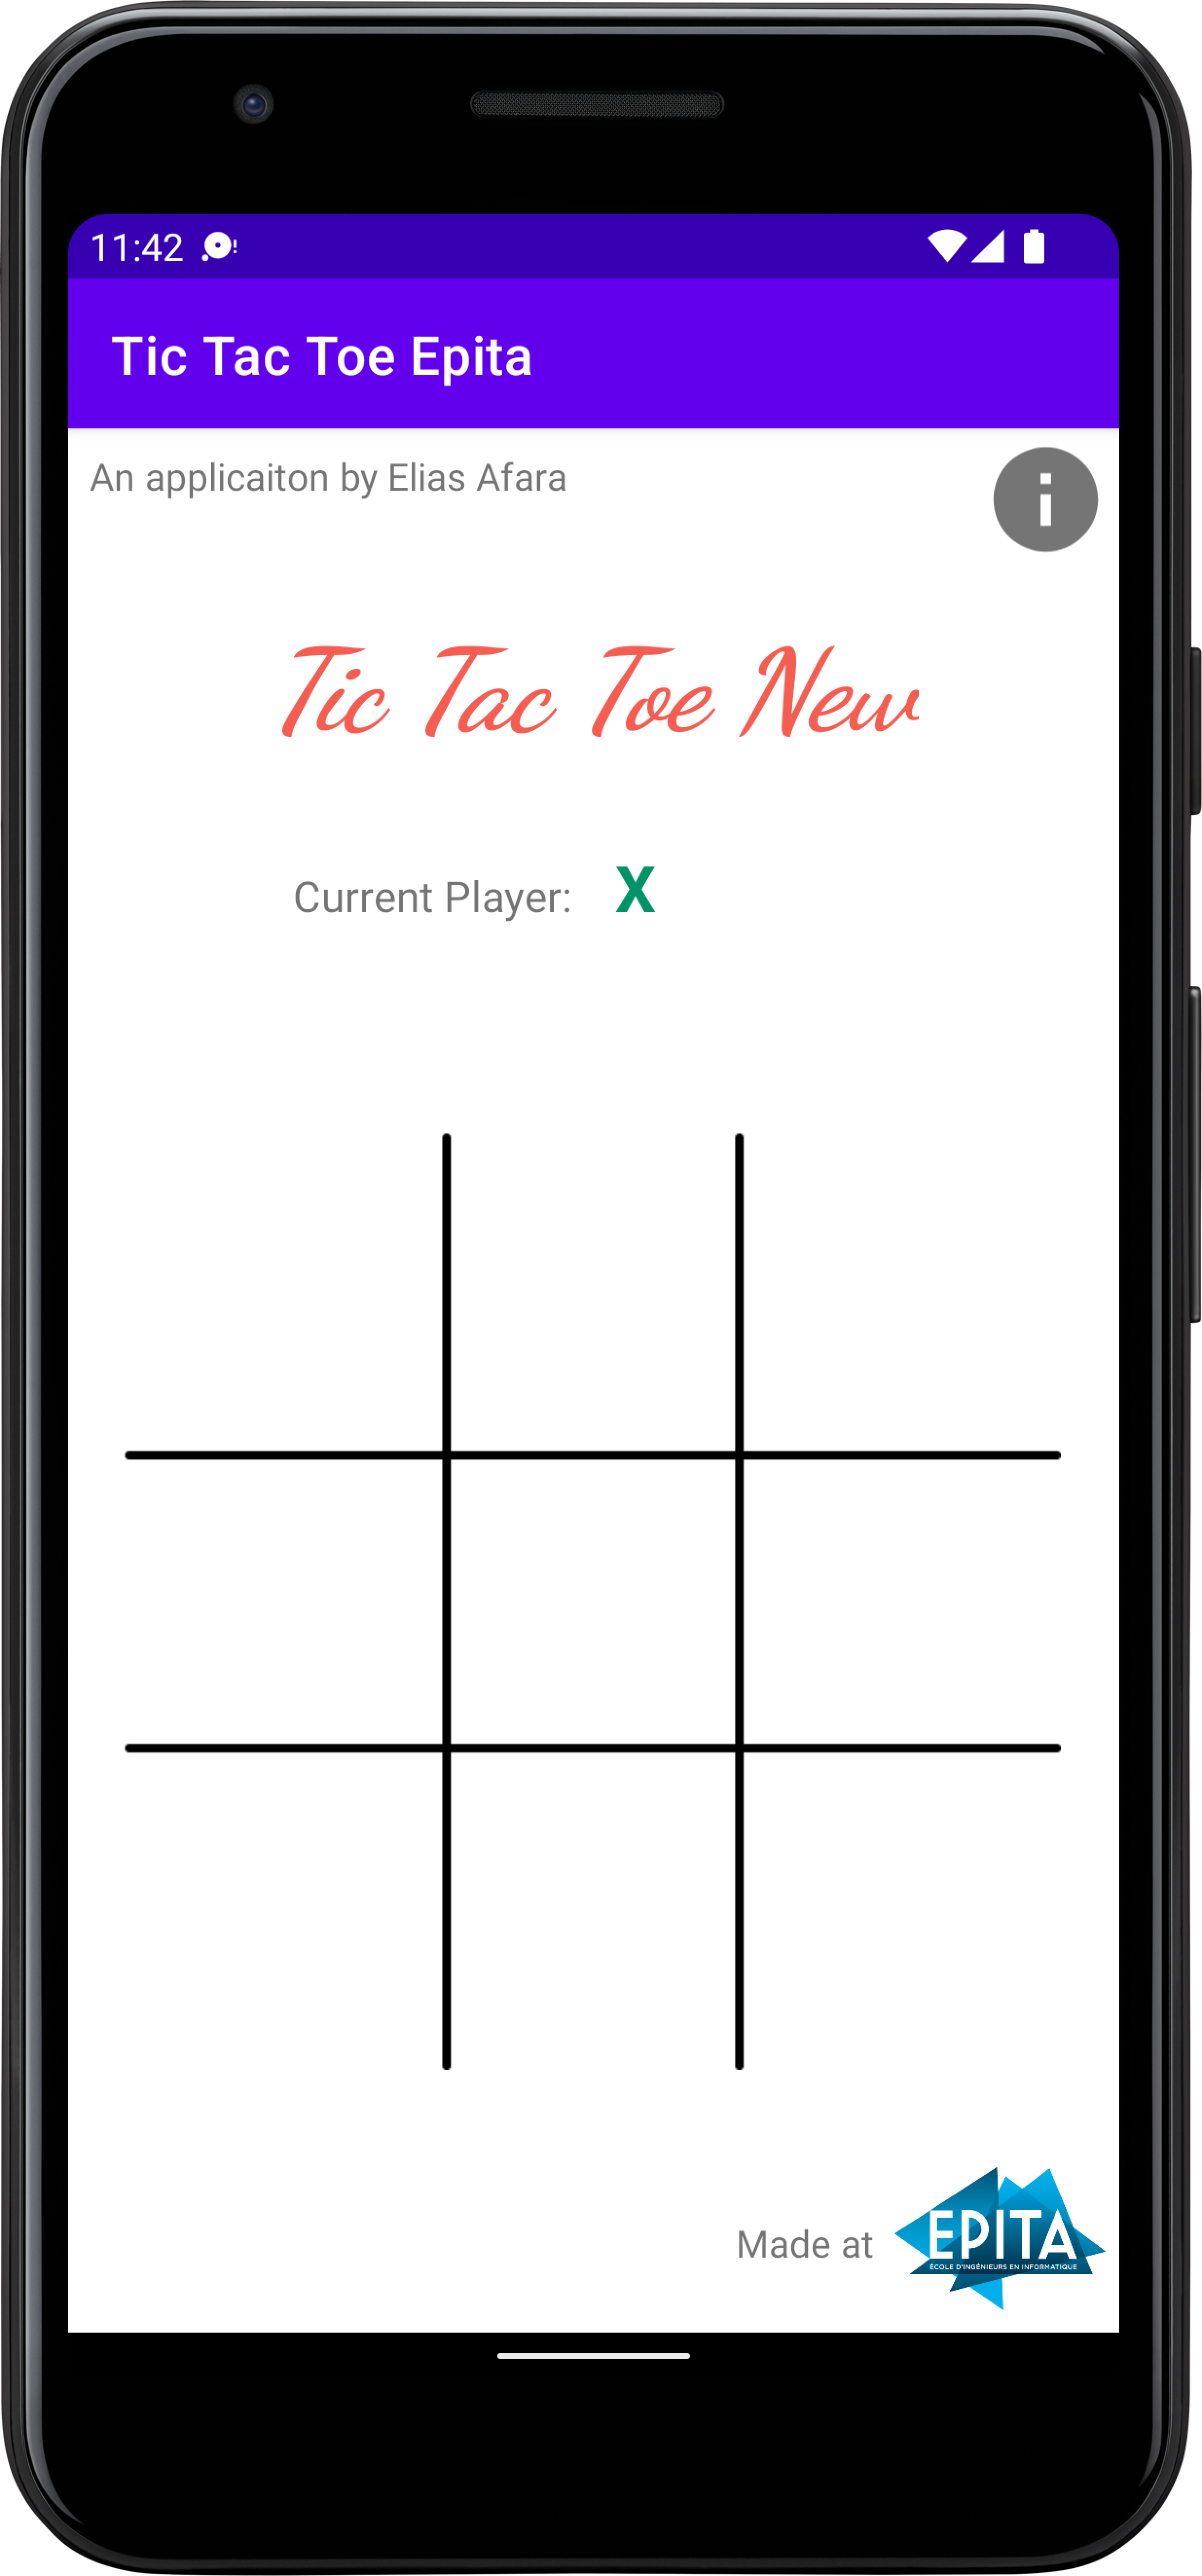 11:42
Tic Tac Toe Epita
An applicaiton by Elias Afara
Tic Tac Toe New
Current Player: X
Made at
EPITA
ÉCOLE D'INGÉNIEURS EN INFORMATIQUE